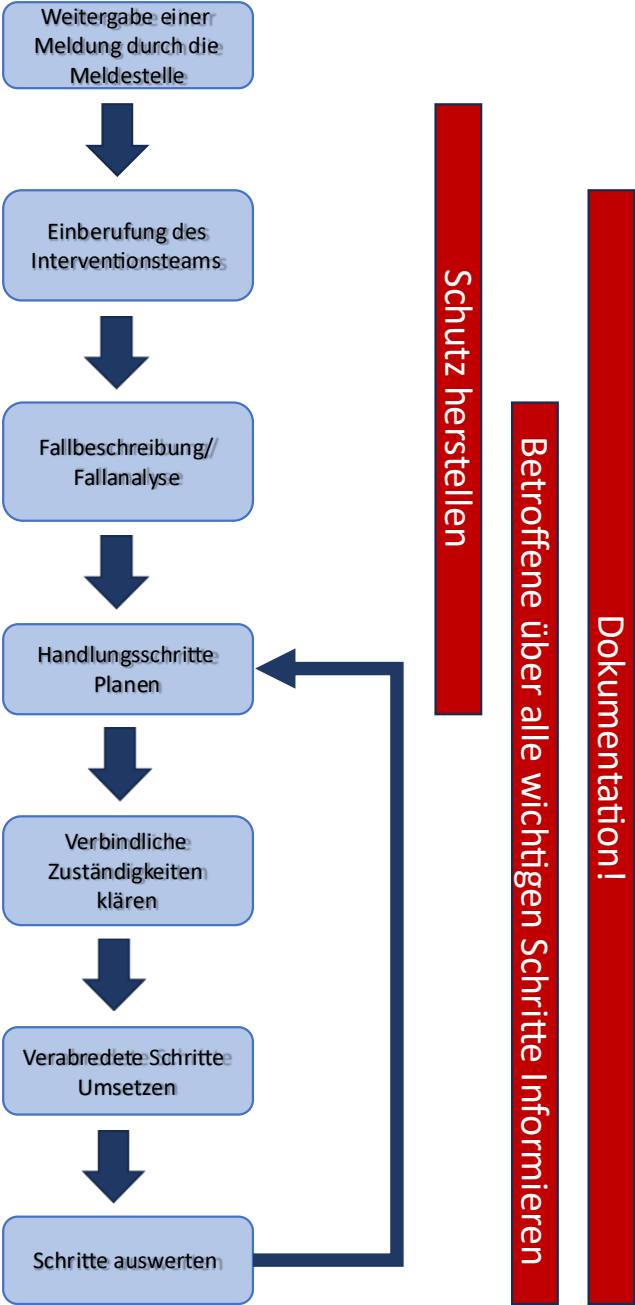 Weitergabe einer
Meldung durch die
Meldestelle
Einberufung des
Interventionsteams
Fallbeschreibung/
Fallanalyse
Handlungsschritte
Planen
Verbindliche
Zuständigkeiten
klären
Verabredete Schritte
Umsetzen
Schritte auswerten
Schutz herstellen
Betroffene über alle wichtigen Schritte Informieren
Dokumentation!